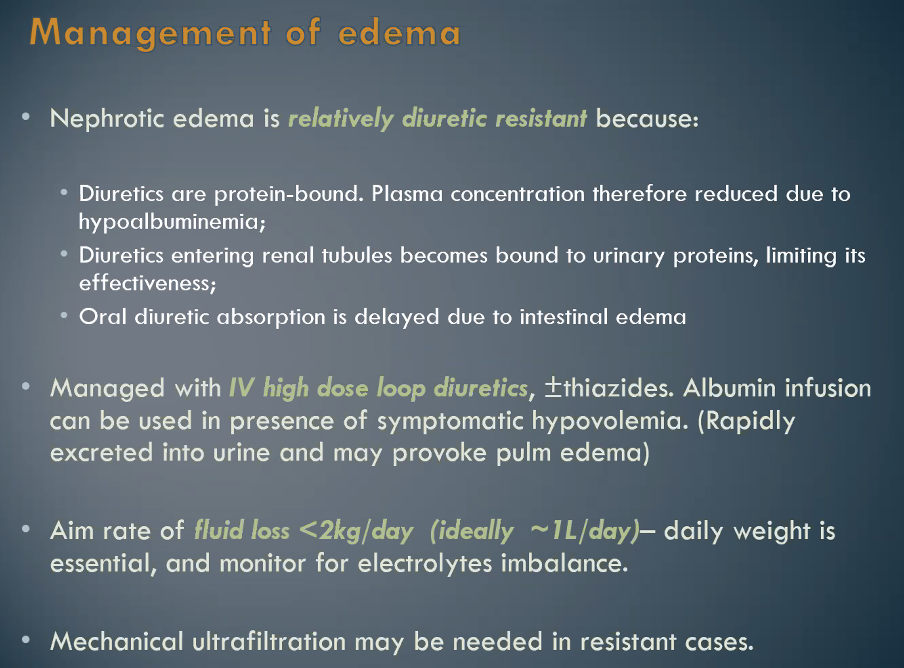 Management of edema
• Nephrotic edema is relatively diuretic resistant because:
• Diuretics are protein-bound. Plasma concentration therefore reduced due to
hypoalbuminemia;
• Diuretics entering renal tubules becomes bound to urinary proteins, limiting its
effectiveness;
• Oral diuretic absorption is delayed due to intestinal edema
• Managed with IV high dose loop diuretics, ±thiazides. Albumin infusion
can be used in presence of symptomatic hypovolemia. (Rapidly
excreted into urine and may provoke pulm edema)
• Aim rate of fluid loss <2kg/day (ideally ~1L/day)– daily weight is
essential, and monitor for electrolytes imbalance.
• Mechanical ultrafiltration may be needed in resistant cases.